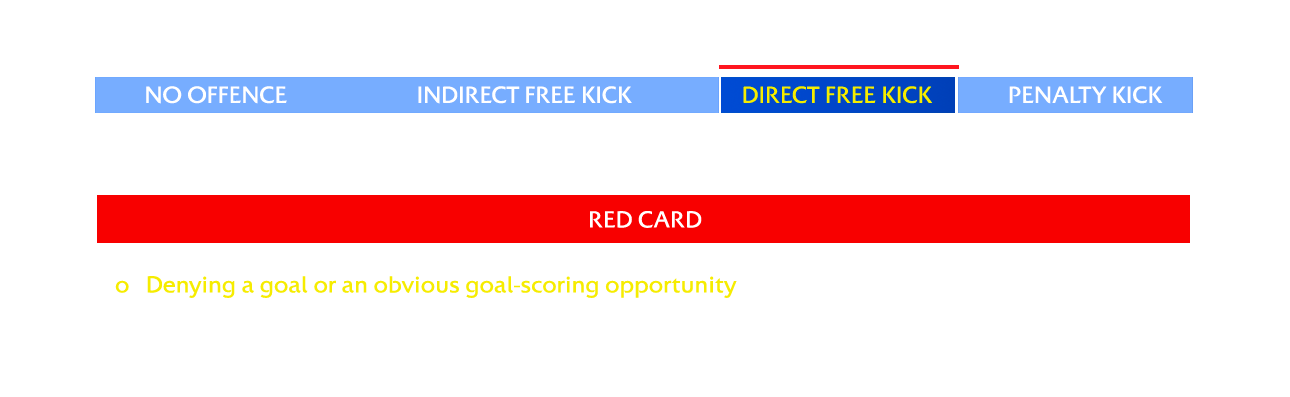 NO OFFENCE INDIRECT FREE KICK DIRECT FREE KICK PENALTY KICK
RED CARD
o Denying a goal or an obvious goal-scoring opportunity